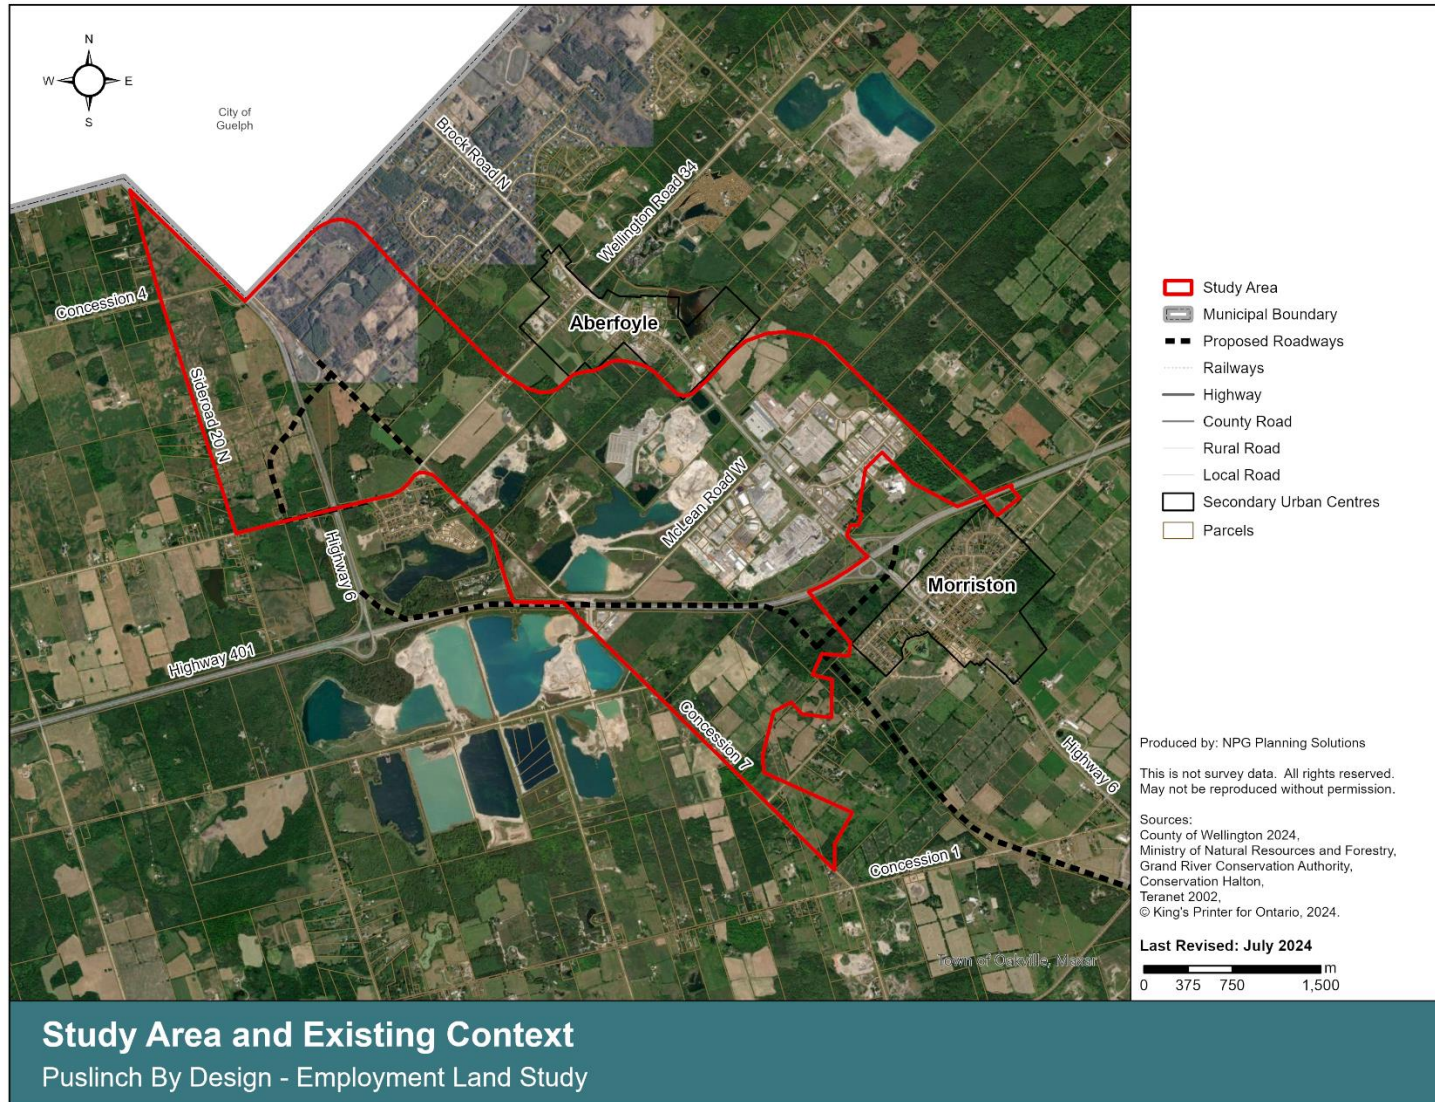 N
W
E
S
City of
Guelph
Brock Road N
Wellington Road 34
Concession 4
Aberfoyle
Sideroad 20 N
McLean Road W
Highway 6
Morriston
Highway 401
Concession 7
Highway 6
Concession 1
Town of Oakville, Maxar
Study Area
Municipal Boundary
Proposed Roadways
Railways
Highway
County Road
Rural Road
Local Road
Secondary Urban Centres
Parcels
Produced by: NPG Planning Solutions
This is not survey data. All rights reserved.
May not be reproduced without permission.
Sources:
County of Wellington 2024,
Ministry of Natural Resources and Forestry,
Grand River Conservation Authority,
Conservation Halton,
Teranet 2002,
© King's Printer for Ontario, 2024.
Last Revised: July 2024
m
0 375 750 1,500
Study Area and Existing Context
Puslinch By Design - Employment Land Study